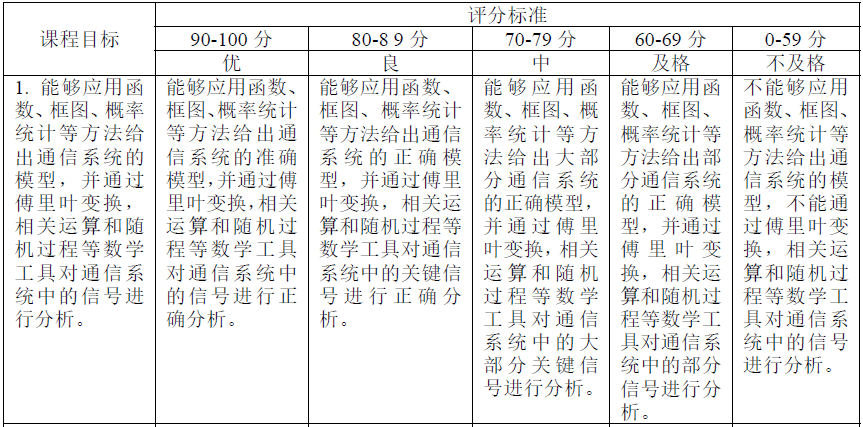 课程目标
评分标准
90-100 分
80-8 9 分
70-79 分
60-69 分
0-59 分
优
良
中
及格
不及格
1. 能够应用函
数、框图、概率
统计等方法给
出通信系统的
模型，并通过
傅里叶变换，
相关运算和随
机过程等数学
工具对通信系
统中的信号进
行分析。
能够应用函数、
框图、概率统计
等方法给出通
信系统的准确
模型，并通过傅
里叶变换，相关
运算和随机过
程等数学工具
对通信系统中
的信号进行正
确分析。
能够应用函数、
框图、概率统计
等方法给出通信
系统的正确模
型，并通过傅里
叶变换，相关运
算和随机过程等
数学工具对通信
系统中的关键信
号进行正确分
析。
能够应用函
数、框图、概
率统计等方
法给出大部
分通信系统
的正确模型，
并通过傅里
叶变换，相关
运算和随机
过程等数学
工具对通信
系统中的大
部分关键信
号进行分析。
能够应用函
数、框图、
概率统计等
方法给出部
分通信系统
的正确模
型，并通过
傅里叶变
换，相关运
算和随机过
程等数学工
具对通信系
统中的部分
信号进行分
析。
不能够应用
函数、框图、
概率统计等
方法给出通
信系统的模
型，不能通
过傅里叶变
换，相关运
算和随机过
程等数学工
具对通信系
统中的信号
进行分析。